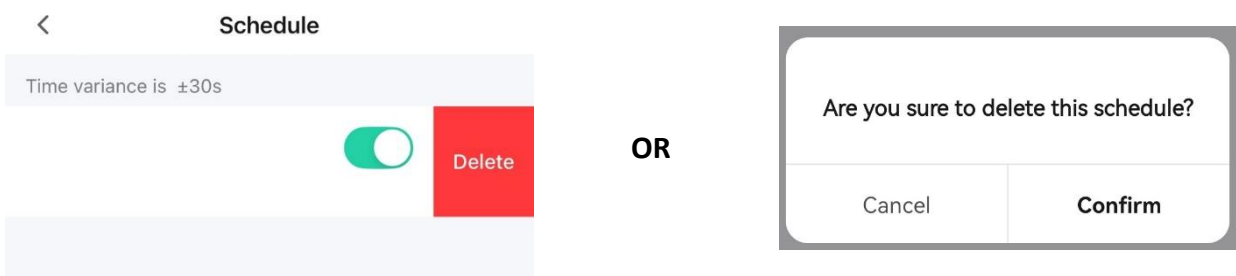 Schedule
Time variance is ±30s
Delete
OR
Are you sure to delete this schedule?
Cancel
Confirm